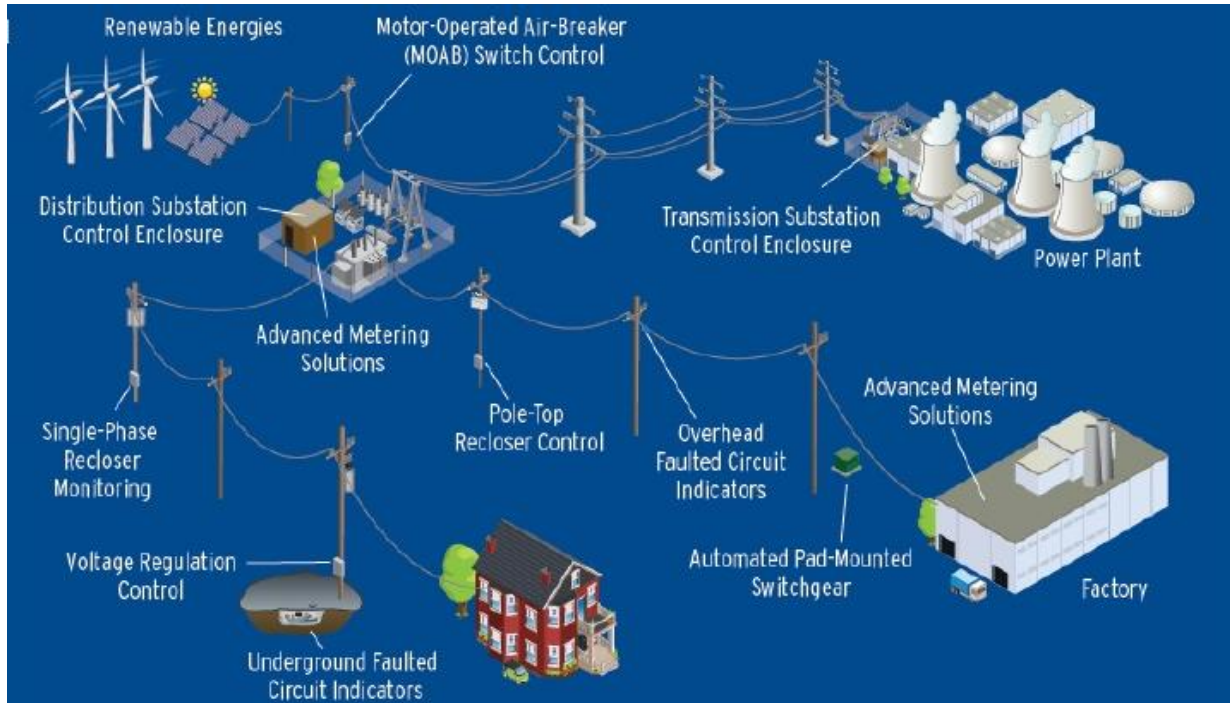 Renewable Energies
Motor-Operated Air-Breaker
(MOAB) Switch Control
Distribution Substation
Control Enclosure
Transmission Substation
Control Enclosure
Power Plant
Advanced Metering
Solutions
Single-Phase
Recloser
Monitoring
Pole-Top
Recloser Control
Overhead
Faulted Circuit
Indicators
Advanced Metering
Solutions
Voltage Regulation
Control
Automated Pad-Mounted
Switchgear
Factory
Underground Faulted
Circuit Indicators